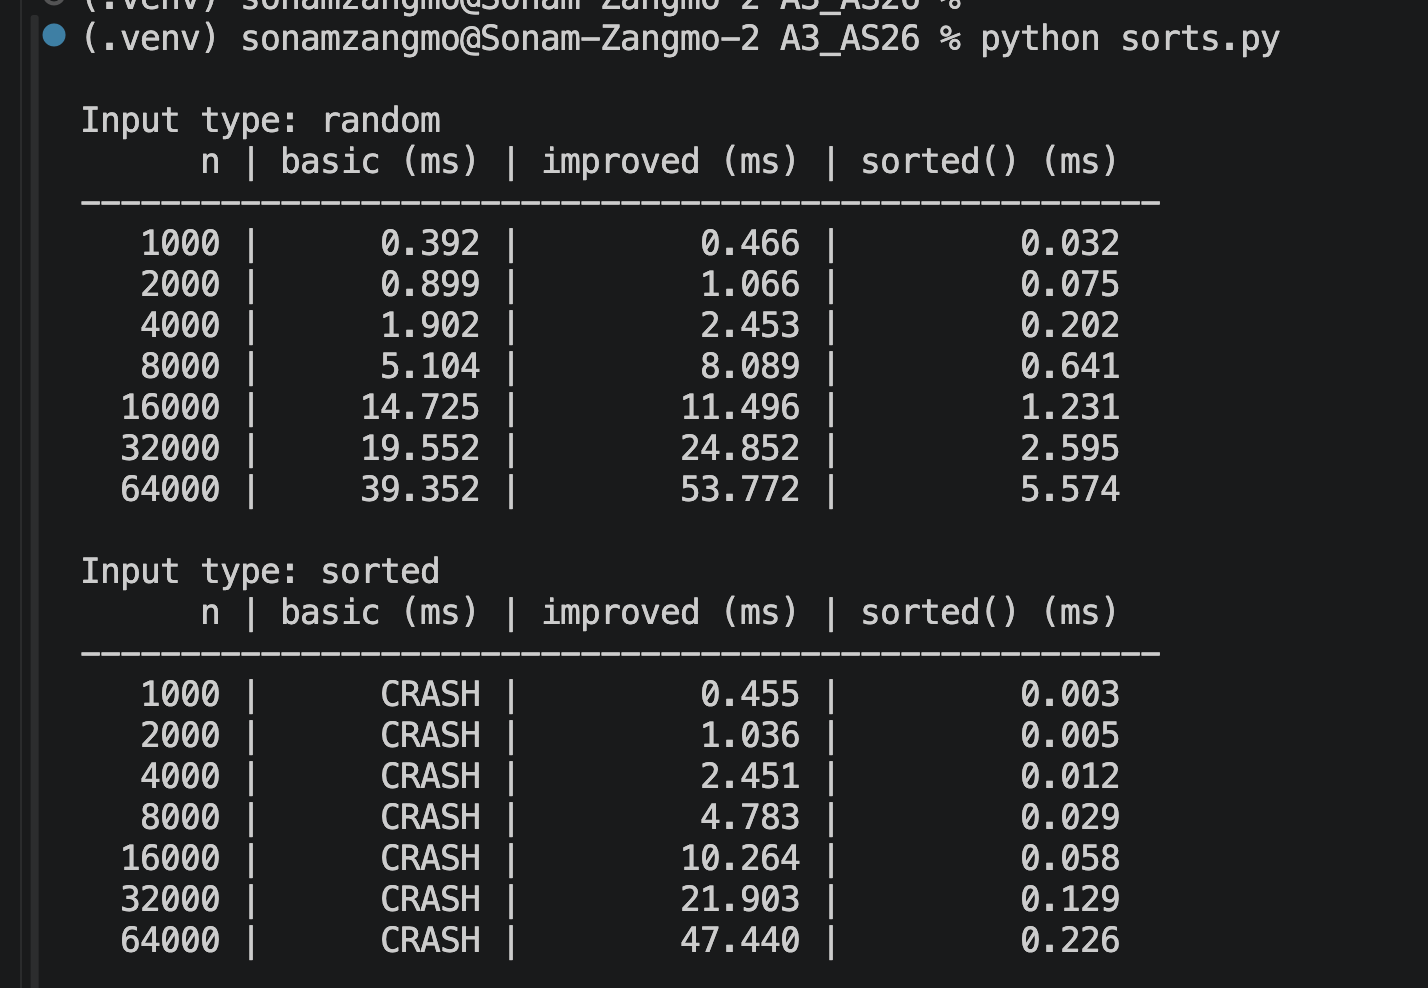 (.venv) sonamzangmo@Sonam-Zangmo-2 A3_AS26 %
(.venv) sonamzangmo@Sonam-Zangmo-2 A3_AS26 % python sorts.py
Input type: random
n | basic (ms) | improved (ms) | sorted() (ms)
------------------------------------------------------
1000 | 0.392 | 0.466 | 0.032
2000 | 0.899 | 1.066 | 0.075
4000 | 1.902 | 2.453 | 0.202
8000 | 5.104 | 8.089 | 0.641
16000 | 14.725 | 11.496 | 1.231
32000 | 19.552 | 24.852 | 2.595
64000 | 39.352 | 53.772 | 5.574
Input type: sorted
n | basic (ms) | improved (ms) | sorted() (ms)
------------------------------------------------------
1000 | CRASH | 0.455 | 0.003
2000 | CRASH | 1.036 | 0.005
4000 | CRASH | 2.451 | 0.012
8000 | CRASH | 4.783 | 0.029
16000 | CRASH | 10.264 | 0.058
32000 | CRASH | 21.903 | 0.129
64000 | CRASH | 47.440 | 0.226